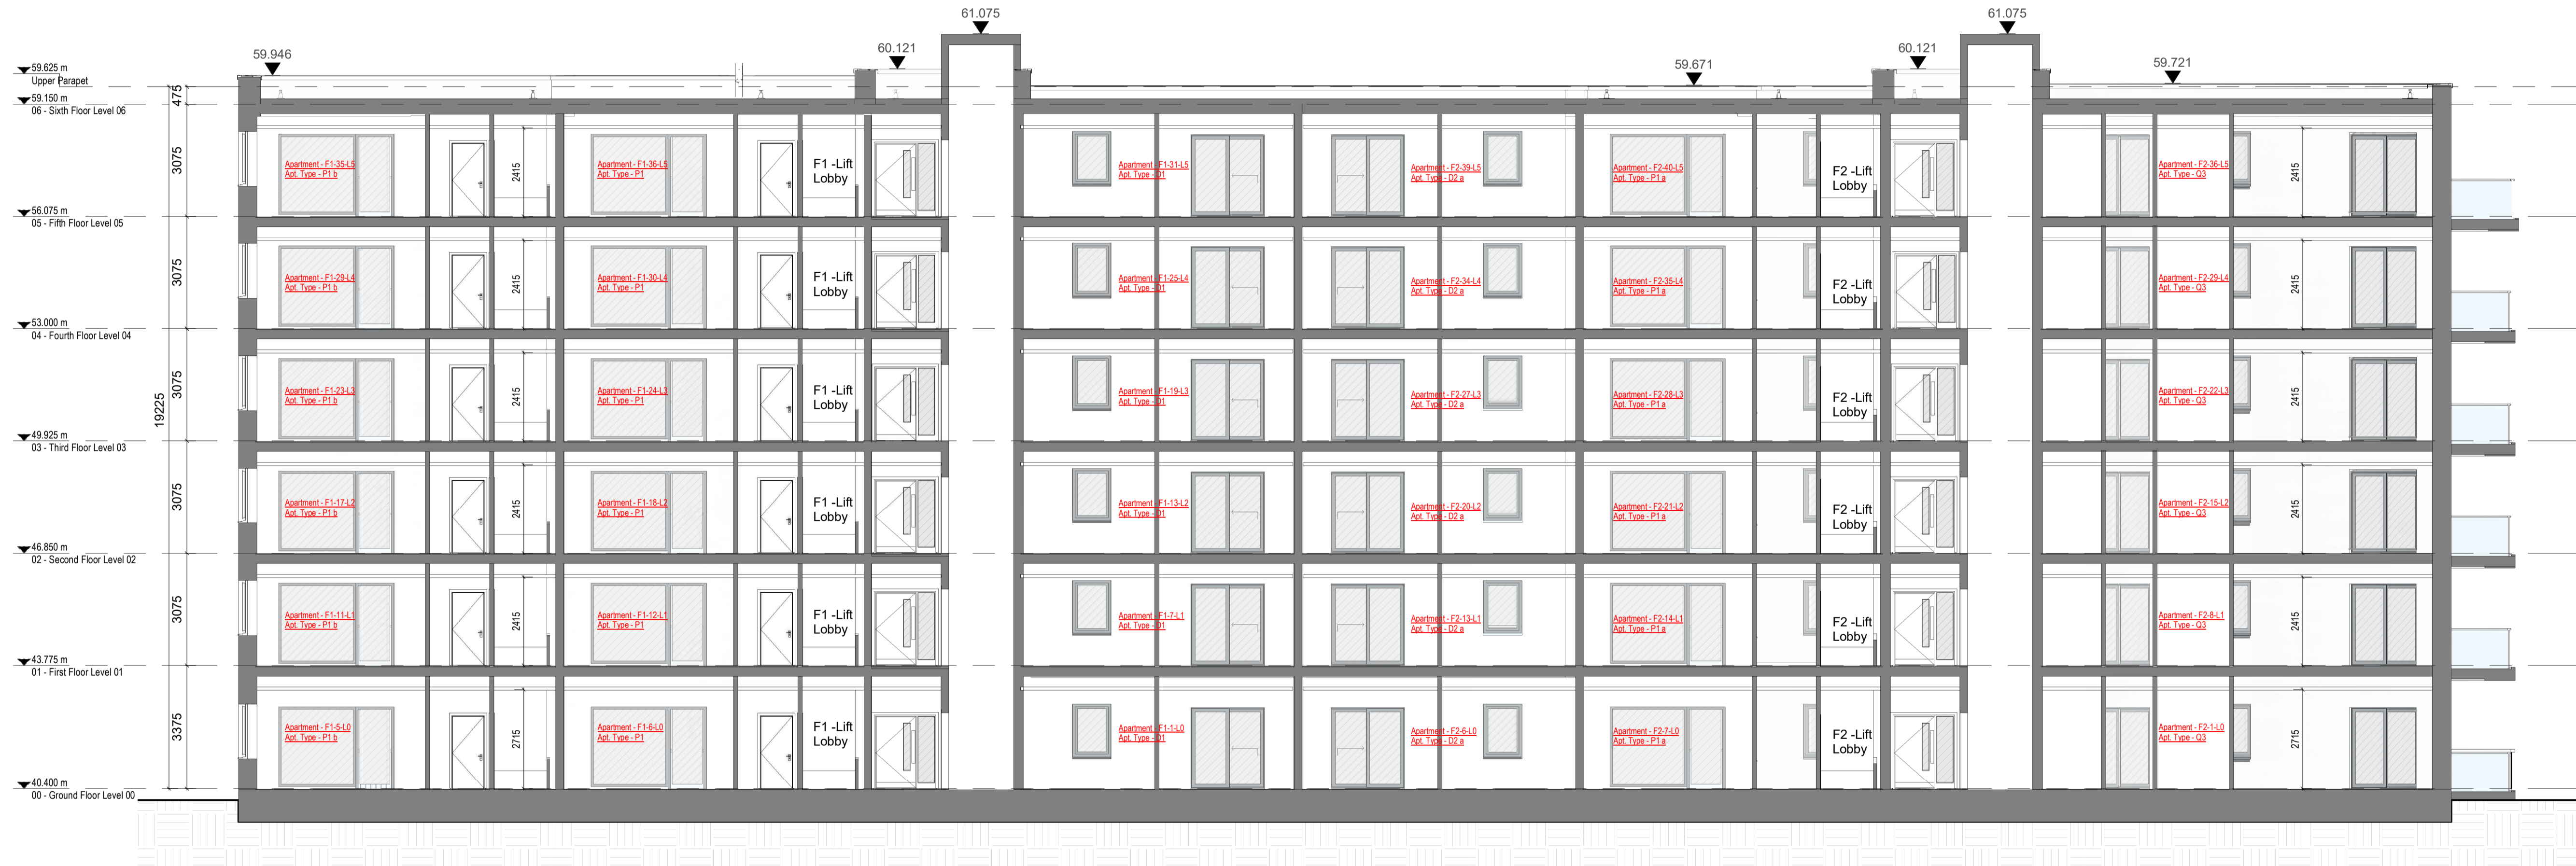 61.075
61.075
59.946
60.121
60.121
59.671
59.721
59.625 m
Upper Parapet
59.150 m
06 - Sixth Floor Level 06
475
3075
Apartment - F1-35-L5
Apt. Type - P1 b
2415
Apartment - F1-36-L5
Apt. Type - P1
F1 -Lift
Lobby
Apartment - F1-31-L5
Apt. Type - D1
Apartment - F2-39-L5
Apt. Type - D2 a
Apartment - F2-40-L5
Apt. Type - P1 a
F2 -Lift
Lobby
Apartment - F2-36-L5
Apt. Type - Q3
2415
56.075 m
05 - Fifth Floor Level 05
3075
Apartment - F1-29-L4
Apt. Type - P1 b
2415
Apartment - F1-30-L4
Apt. Type - P1
F1 -Lift
Lobby
Apartment - F1-25-L4
Apt. Type - D1
Apartment - F2-34-L4
Apt. Type - D2 a
Apartment - F2-35-L4
Apt. Type - P1 a
F2 -Lift
Lobby
Apartment - F2-29-L4
Apt. Type - Q3
2415
53.000 m
04 - Fourth Floor Level 04
3075
19225
Apartment - F1-23-L3
Apt. Type - P1 b
2415
Apartment - F1-24-L3
Apt. Type - P1
F1 -Lift
Lobby
Apartment - F1-19-L3
Apt. Type - D1
Apartment - F2-27-L3
Apt. Type - D2 a
Apartment - F2-28-L3
Apt. Type - P1 a
F2 -Lift
Lobby
Apartment - F2-22-L3
Apt. Type - Q3
2415
49.925 m
03 - Third Floor Level 03
3075
Apartment - F1-17-L2
Apt. Type - P1 b
2415
Apartment - F1-18-L2
Apt. Type - P1
F1 -Lift
Lobby
Apartment - F1-13-L2
Apt. Type - D1
Apartment - F2-20-L2
Apt. Type - D2 a
Apartment - F2-21-L2
Apt. Type - P1 a
F2 -Lift
Lobby
Apartment - F2-15-L2
Apt. Type - Q3
2415
46.850 m
02 - Second Floor Level 02
3075
Apartment - F1-11-L1
Apt. Type - P1 b
2415
Apartment - F1-12-L1
Apt. Type - P1
F1 -Lift
Lobby
Apartment - F1-7-L1
Apt. Type - D1
Apartment - F2-13-L1
Apt. Type - D2 a
Apartment - F2-14-L1
Apt. Type - P1 a
F2 -Lift
Lobby
Apartment - F2-8-L1
Apt. Type - Q3
2415
43.775 m
01 - First Floor Level 01
3375
Apartment - F1-5-L0
Apt. Type - P1 b
2715
Apartment - F1-6-L0
Apt. Type - P1
F1 -Lift
Lobby
Apartment - F1-1-L0
Apt. Type - D1
Apartment - F2-6-L0
Apt. Type - D2 a
Apartment - F2-7-L0
Apt. Type - P1 a
F2 -Lift
Lobby
Apartment - F2-1-L0
Apt. Type - Q3
2715
40.400 m
00 - Ground Floor Level 00